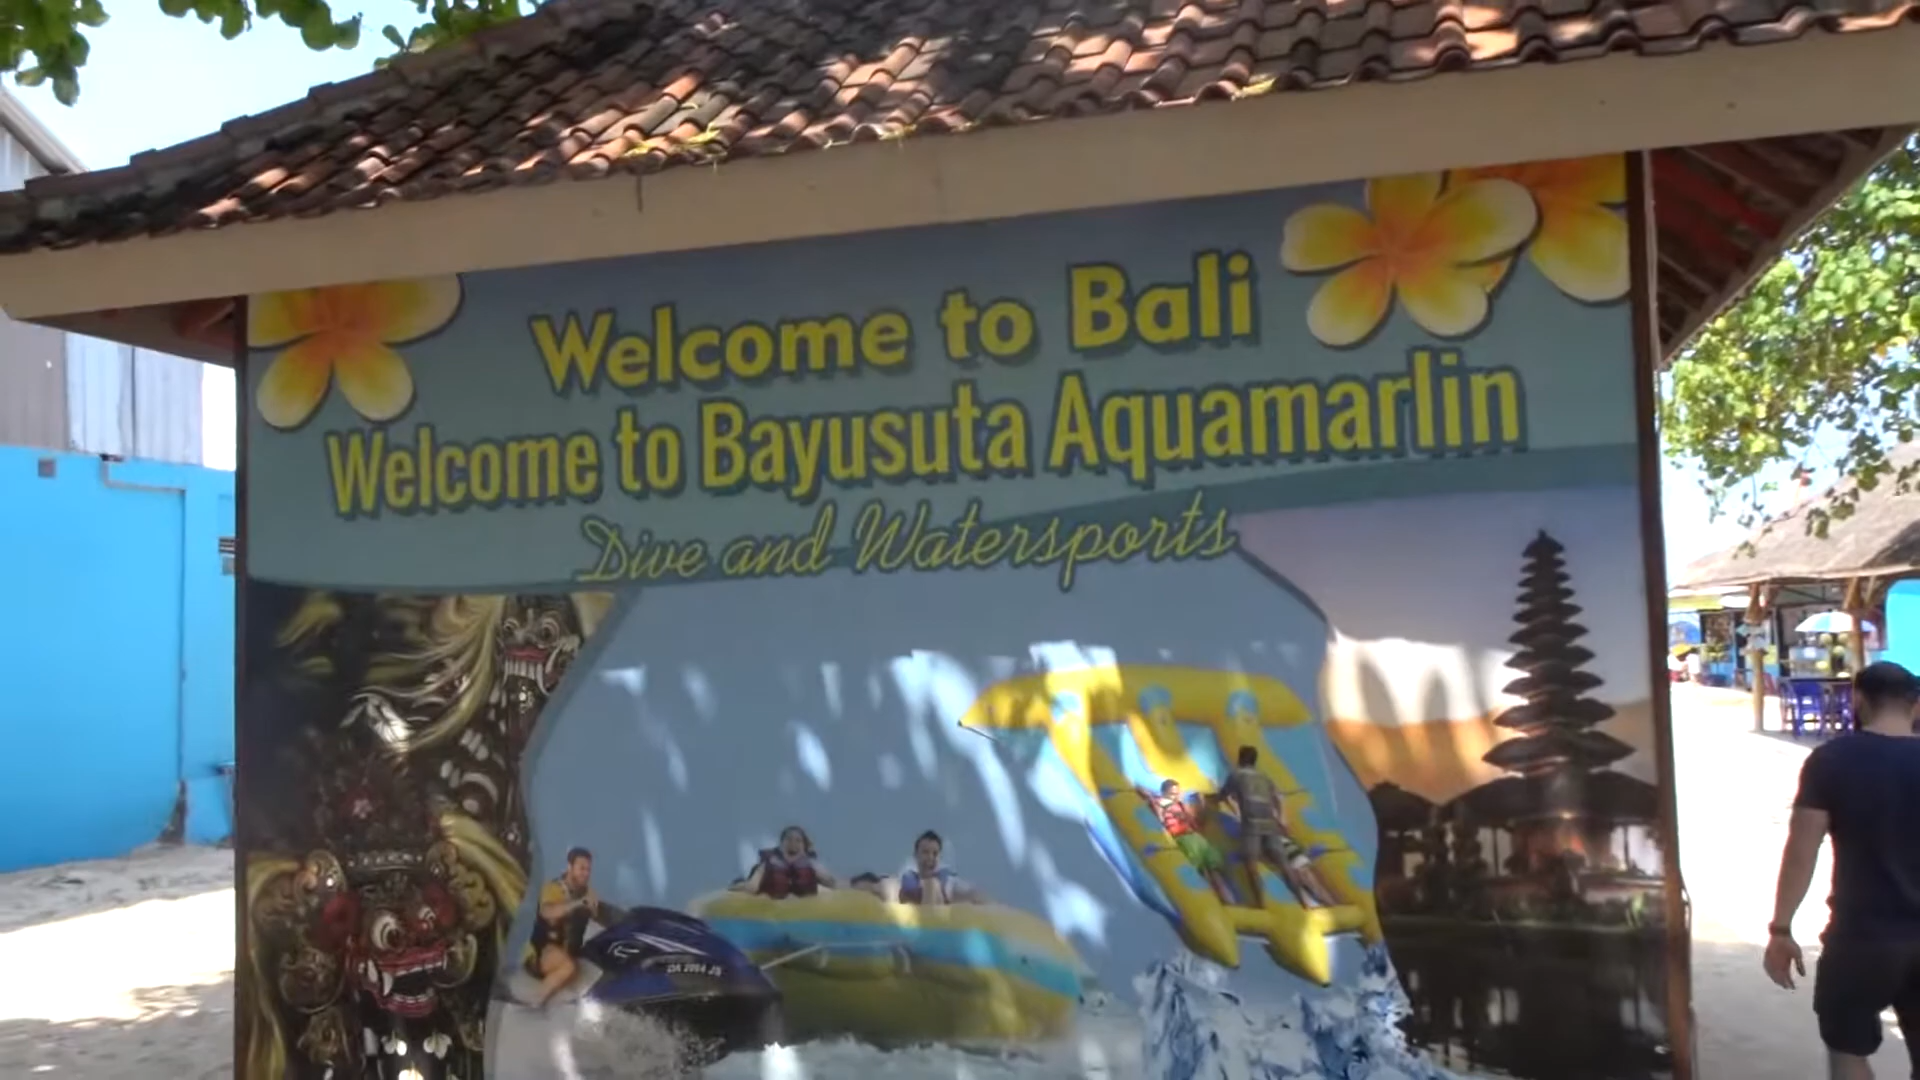 Welcome to Bali
Welcome to Bayusuta Aquamarlin
Dive and Watersports